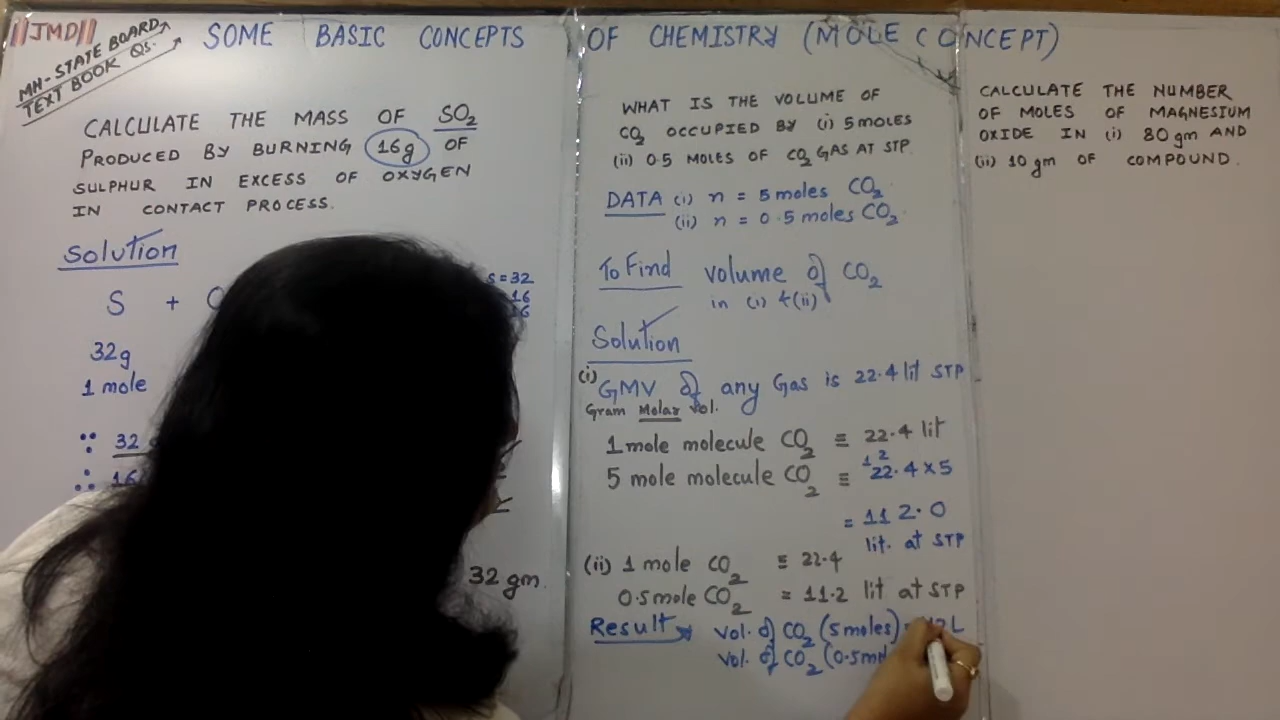 ||JMD||
MH-STATE BOARD
TEXT BOOK QS.
SOME BASIC CONCEPTS OF CHEMISTRY (MOLE CONCEPT)
CALCULATE THE MASS OF SO2
PRODUCED BY BURNING 16g OF
SULPHUR IN EXCESS OF OXYGEN
IN CONTACT PROCESS.
Solution
S +
S = 32
16
16
32g
1 mole
∵ 32
∴ 16
32 gm.
WHAT IS THE VOLUME OF
CO2 OCCUPIED BY (i) 5 MOLES
(ii) 0.5 MOLES OF CO2 GAS AT STP.
DATA (i) n = 5 moles CO2
(ii) n = 0.5 moles CO2
To Find volume of CO2
in (i) & (ii)
Solution
(i) GMV of any Gas is 22.4 lit STP
Gram Molar Vol.
1 mole molecule CO2 ≡ 22.4 lit
5 mole molecule CO2 ≡ 22.4 × 5
1 2
= 112.0
lit. at STP
(ii) 1 mole CO2 ≡ 22.4
0.5 mole CO2 = 11.2 lit at STP
Result Vol. of CO2 (5 moles)
Vol. of CO2
CALCULATE THE NUMBER
OF MOLES OF MAGNESIUM
OXIDE IN (i) 80 gm AND
(ii) 10 gm OF COMPOUND.